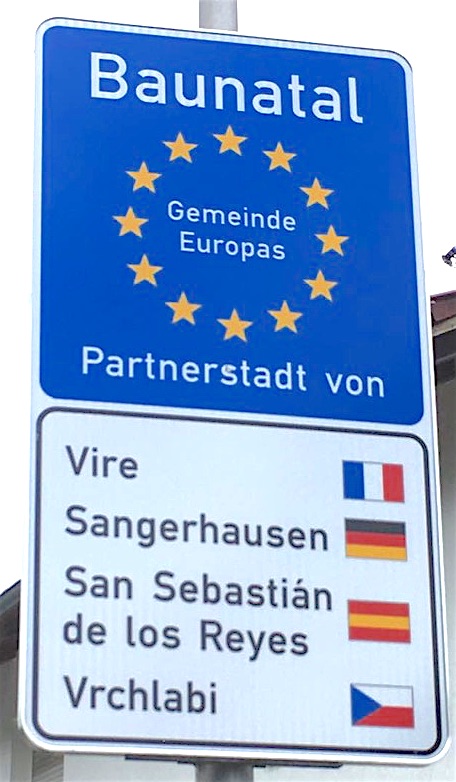 Baunatal
Gemeinde
Europas
Partnerstadt von
Vire
Sangerhausen
San Sebastián
de los Reyes
Vrchlabi